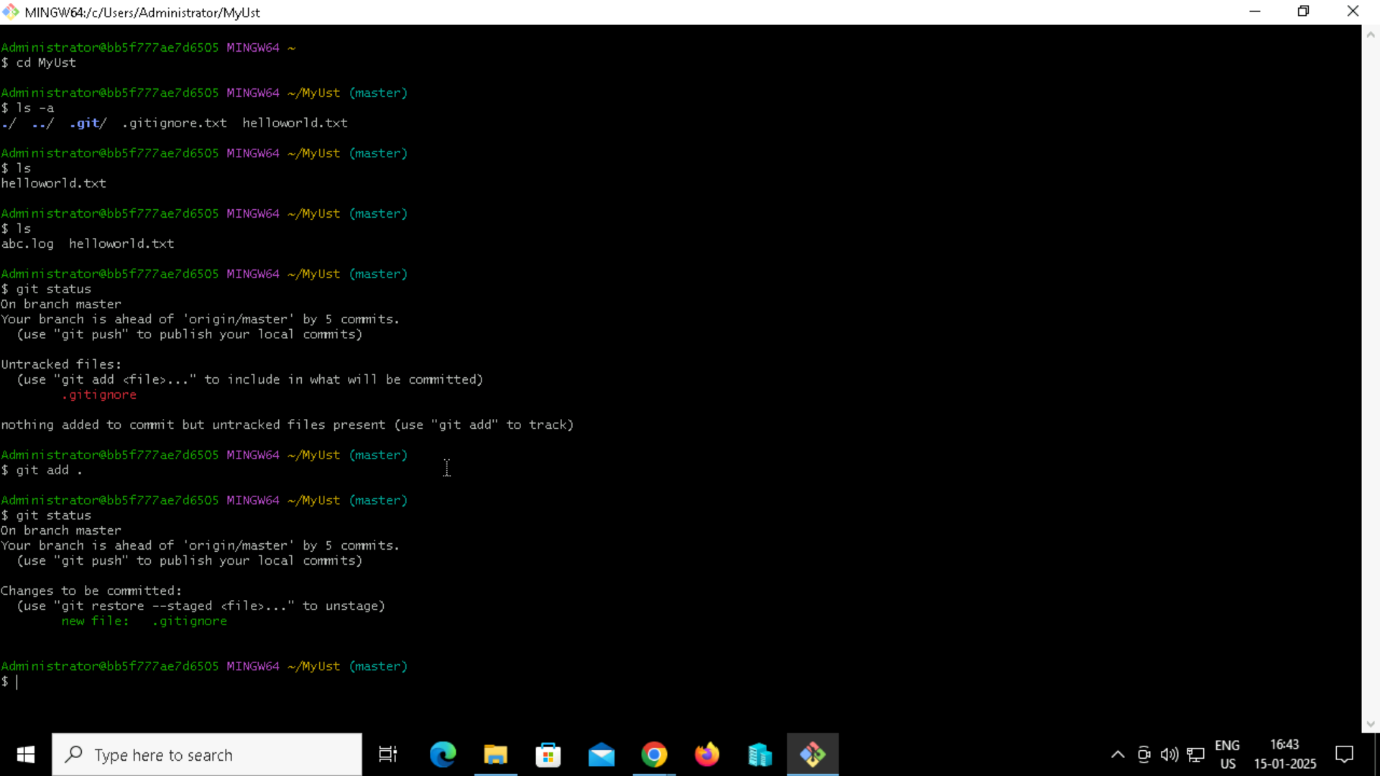 MINGW64:/c/Users/Administrator/MyUst
Administrator@bb5f777ae7d6505 MINGW64 ~
$ cd MyUst
Administrator@bb5f777ae7d6505 MINGW64 ~/MyUst (master)
$ ls -a
./  ../  .git/  .gitignore.txt  helloworld.txt
Administrator@bb5f777ae7d6505 MINGW64 ~/MyUst (master)
$ ls
helloworld.txt
Administrator@bb5f777ae7d6505 MINGW64 ~/MyUst (master)
$ ls
abc.log  helloworld.txt
Administrator@bb5f777ae7d6505 MINGW64 ~/MyUst (master)
$ git status
On branch master
Your branch is ahead of 'origin/master' by 5 commits.
  (use "git push" to publish your local commits)
Untracked files:
  (use "git add <file>..." to include in what will be committed)
        .gitignore
nothing added to commit but untracked files present (use "git add" to track)
Administrator@bb5f777ae7d6505 MINGW64 ~/MyUst (master)
$ git add .
Administrator@bb5f777ae7d6505 MINGW64 ~/MyUst (master)
$ git status
On branch master
Your branch is ahead of 'origin/master' by 5 commits.
  (use "git push" to publish your local commits)
Changes to be committed:
  (use "git restore --staged <file>..." to unstage)
        new file:   .gitignore
Administrator@bb5f777ae7d6505 MINGW64 ~/MyUst (master)
$
Type here to search
ENG
US
16:43
15-01-2025